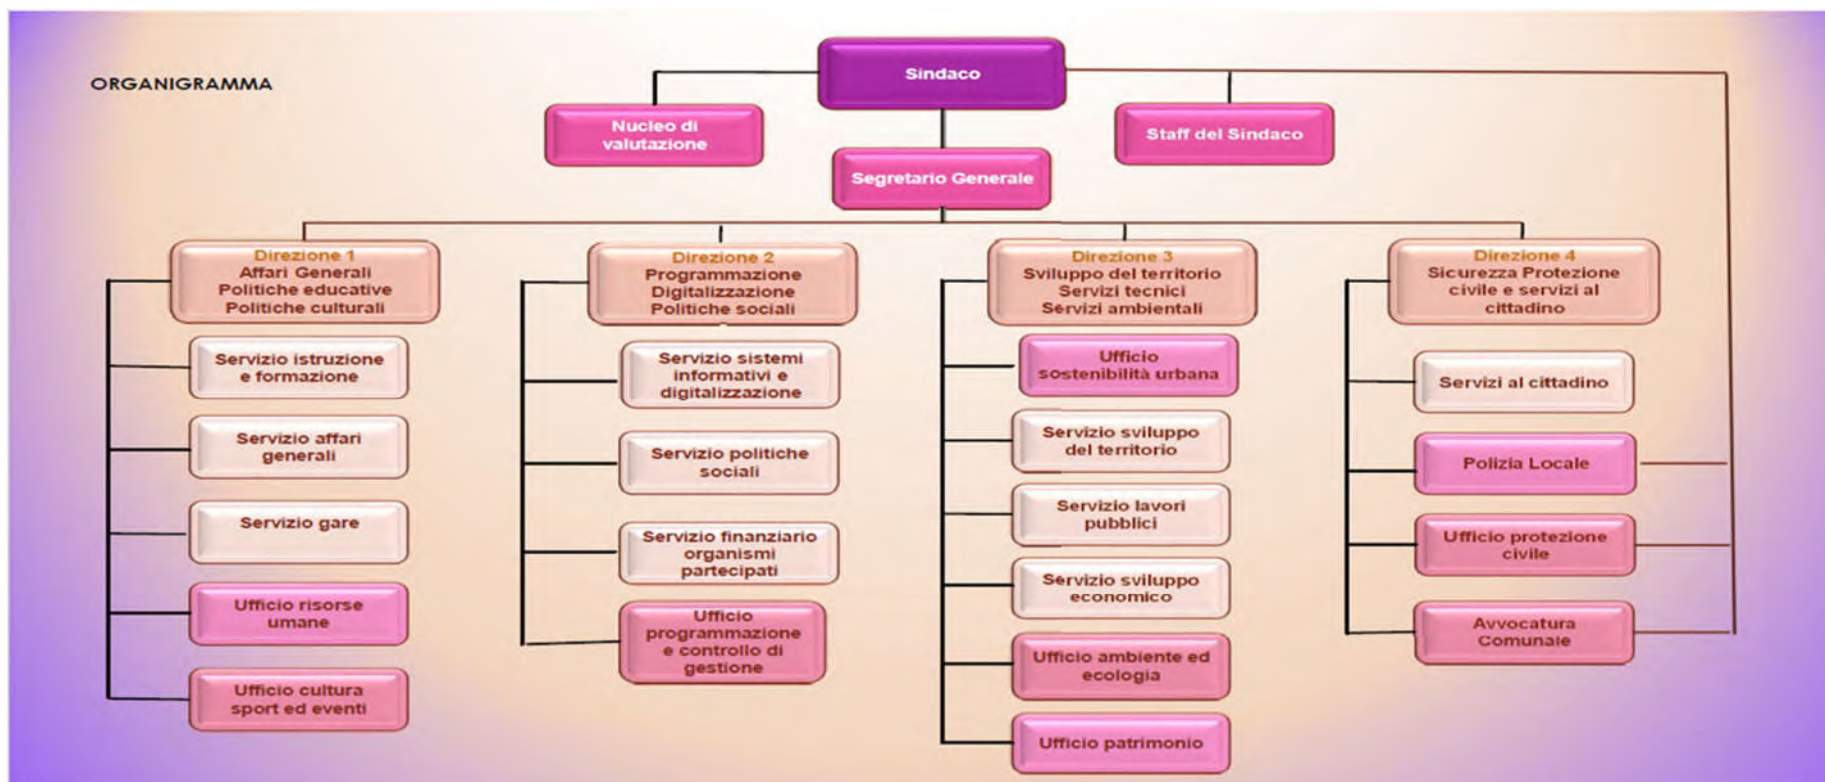 ORGANIGRAMMA
Sindaco
Nucleo di
valutazione
Staff del Sindaco
Segretario Generale
Direzione 1
Affari Generali
Politiche educative
Politiche culturali
Servizio istruzione
e formazione
Servizio affari
generali
Servizio gare
Ufficio risorse
umane
Ufficio cultura
sport ed eventi
Direzione 2
Programmazione
Digitalizzazione
Politiche sociali
Servizio sistemi
informativi e
digitalizzazione
Servizio politiche
sociali
Servizio finanziario
organismi
partecipati
Ufficio
programmazione
e controllo di
gestione
Direzione 3
Sviluppo del territorio
Servizi tecnici
Servizi ambientali
Ufficio
sostenibilità urbana
Servizio sviluppo
del territorio
Servizio lavori
pubblici
Servizio sviluppo
economico
Ufficio ambiente ed
ecologia
Ufficio patrimonio
Direzione 4
Sicurezza Protezione
civile e servizi al
cittadino
Servizi al cittadino
Polizia Locale
Ufficio protezione
civile
Avvocatura
Comunale